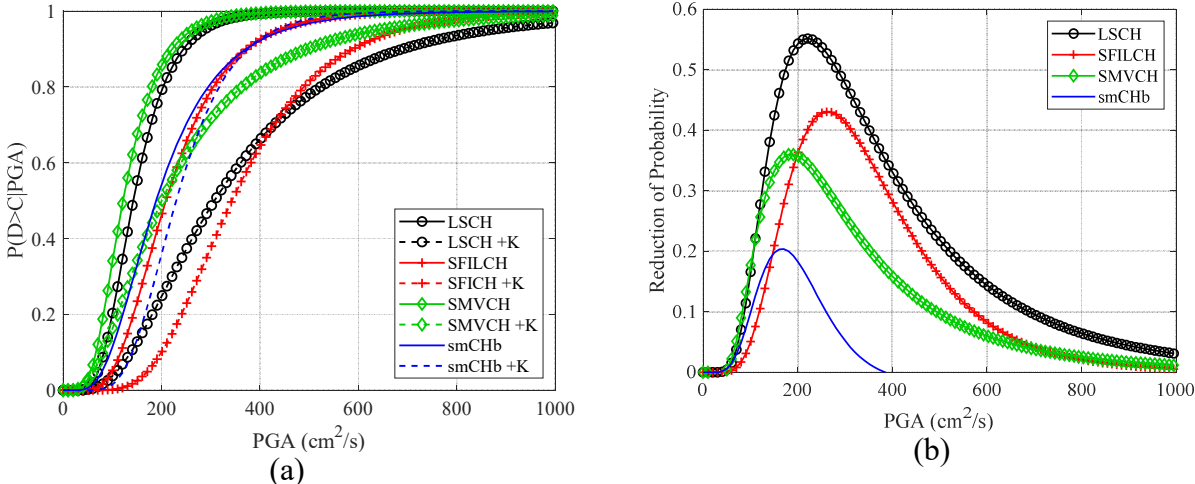 1
0.8
0.6
0.4
0.2
0
P(D>C|PGA)
0 200 400 600 800 1000
PGA (cm²/s)
LSCH
LSCH +K
SFILCH
SFICH +K
SMVCH
SMVCH +K
smCHb
smCHb +K
(a)
0.6
0.5
0.4
0.3
0.2
0.1
0
Reduction of Probability
0 200 400 600 800 1000
PGA (cm²/s)
LSCH
SFILCH
SMVCH
smCHb
(b)